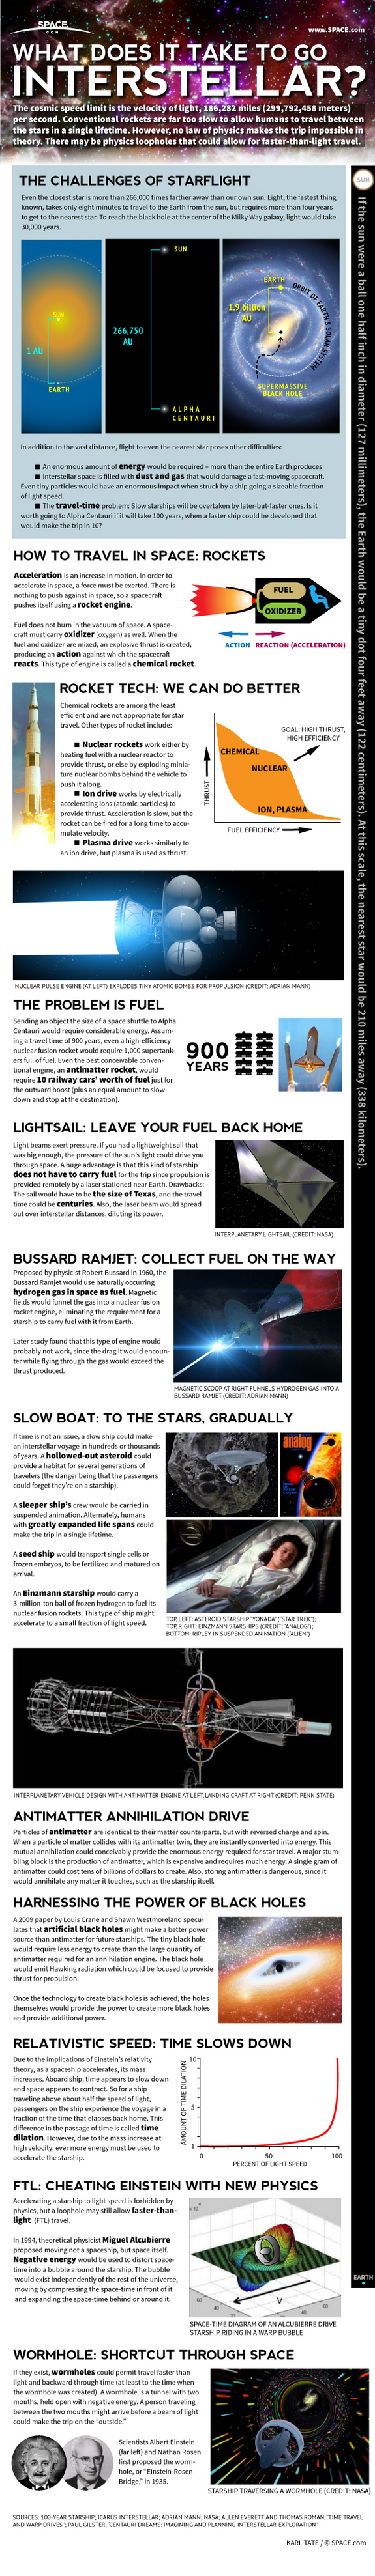 SPACE
.COM
www.SPACE.com
WHAT DOES IT TAKE TO GO
INTERSTELLAR?
The cosmic speed limit is the velocity of light, 186,282 miles (299,792,458 meters)
per second. Conventional rockets are far too slow to allow humans to travel between
the stars in a single lifetime. However, no law of physics makes the trip impossible in
theory. There may be physics loopholes that could allow for faster-than-light travel.
THE CHALLENGES OF STARFLIGHT
Even the closest star is more than 266,000 times farther away than our own sun. Light, the fastest thing
known, takes only eight minutes to travel to the Earth from the sun, but requires more than four years
to get to the nearest star. To reach the black hole at the center of the Milky Way galaxy, light would take
30,000 years.
SUN
1 AU
EARTH
SUN
266,750
AU
ALPHA
CENTAURI
EARTH
1.9 billion
AU
ORBIT OF EARTH'S SOLAR SYSTEM
SUPERMASSIVE
BLACK HOLE
In addition to the vast distance, flight to even the nearest star poses other difficulties:
■ An enormous amount of energy would be required – more than the entire Earth produces
■ Interstellar space is filled with dust and gas that would damage a fast-moving spacecraft.
Even tiny particles would have an enormous impact when struck by a ship going a sizeable fraction
of light speed.
■ The travel-time problem: Slow starships will be overtaken by later-but-faster ones. Is it
worth going to Alpha Centauri if it will take 100 years, when a faster ship could be developed that
would make the trip in 10?
SUN
If the sun were a ball one half inch in diameter (127 millimeters), the Earth would be a tiny dot four feet away (122 centimeters). At this scale, the nearest star would be 210 miles away (338 kilometers).
EARTH
HOW TO TRAVEL IN SPACE: ROCKETS
Acceleration is an increase in motion. In order to
accelerate in space, a force must be exerted. There is
nothing to push against in space, so a spacecraft
pushes itself using a rocket engine.
Fuel does not burn in the vacuum of space. A space-
craft must carry oxidizer (oxygen) as well. When the
fuel and oxidizer are mixed, an explosive thrust is created,
producing an action against which the spacecraft
reacts. This type of engine is called a chemical rocket.
FUEL
OXIDIZER
ACTION REACTION (ACCELERATION)
ROCKET TECH: WE CAN DO BETTER
Chemical rockets are among the least
efficient and are not appropriate for star
travel. Other types of rocket include:
■ Nuclear rockets work either by
heating fuel with a nuclear reactor to
provide thrust, or else by exploding minia-
ture nuclear bombs behind the vehicle to
push it along.
■ Ion drive works by electrically
accelerating ions (atomic particles) to
provide thrust. Acceleration is slow, but the
rocket can be fired for a long time to accu-
mulate velocity.
■ Plasma drive works similarly to
an ion drive, but plasma is used as thrust.
GOAL: HIGH THRUST,
HIGH EFFICIENCY
CHEMICAL
NUCLEAR
ION, PLASMA
THRUST
FUEL EFFICIENCY
NUCLEAR PULSE ENGINE (AT LEFT) EXPLODES TINY ATOMIC BOMBS FOR PROPULSION (CREDIT: ADRIAN MANN)
THE PROBLEM IS FUEL
Sending an object the size of a space shuttle to Alpha
Centauri would require considerable energy. Assum-
ing a travel time of 900 years, even a high-efficiency
nuclear fusion rocket would require 1,000 supertank-
ers full of fuel. Even the best conceivable conven-
tional engine, an antimatter rocket, would
require 10 railway cars' worth of fuel just for
the outward boost (plus an equal amount to slow
down and stop at the destination).
900
YEARS
LIGHTSAIL: LEAVE YOUR FUEL BACK HOME
Light beams exert pressure. If you had a lightweight sail that
was big enough, the pressure of the sun's light could drive you
through space. A huge advantage is that this kind of starship
does not have to carry fuel for the trip since propulsion is
provided remotely by a laser stationed near Earth. Drawbacks:
The sail would have to be the size of Texas, and the travel
time could be centuries. Also, the laser beam would spread
out over interstellar distances, diluting its power.
INTERPLANETARY LIGHTSAIL (CREDIT: NASA)
BUSSARD RAMJET: COLLECT FUEL ON THE WAY
Proposed by physicist Robert Bussard in 1960, the
Bussard Ramjet would use naturally occurring
hydrogen gas in space as fuel. Magnetic
fields would funnel the gas into a nuclear fusion
rocket engine, eliminating the requirement for a
starship to carry fuel with it from Earth.
Later study found that this type of engine would
probably not work, since the drag it would encoun-
ter while flying through the gas would exceed the
thrust produced.
MAGNETIC SCOOP AT RIGHT FUNNELS HYDROGEN GAS INTO A
BUSSARD RAMJET (CREDIT: ADRIAN MANN)
SLOW BOAT: TO THE STARS, GRADUALLY
If time is not an issue, a slow ship could make
an interstellar voyage in hundreds or thousands
of years. A hollowed-out asteroid could
provide a habitat for several generations of
travelers (the danger being that the passengers
could forget they're on a starship).
A sleeper ship's crew would be carried in
suspended animation. Alternately, humans
with greatly expanded life spans could
make the trip in a single lifetime.
A seed ship would transport single cells or
frozen embryos, to be fertilized and matured on
arrival.
An Einzmann starship would carry a
3-million-ton ball of frozen hydrogen to fuel its
nuclear fusion rockets. This type of ship might
accelerate to a small fraction of light speed.
analog
TOP, LEFT: ASTEROID STARSHIP "YONADA" ("STAR TREK");
TOP, RIGHT: EINZMANN STARSHIPS (CREDIT: "ANALOG");
BOTTOM: RIPLEY IN SUSPENDED ANIMATION ("ALIEN")
INTERPLANETARY VEHICLE DESIGN WITH ANTIMATTER ENGINE AT LEFT, LANDING CRAFT AT RIGHT (CREDIT: PENN STATE)
ANTIMATTER ANNIHILATION DRIVE
Particles of antimatter are identical to their matter counterparts, but with reversed charge and spin.
When a particle of matter collides with its antimatter twin, they are instantly converted into energy. This
mutual annihilation could conceivably provide the enormous energy required for star travel. A major stum-
bling block is the production of antimatter, which is expensive and requires much energy. A single gram of
antimatter could cost tens of billions of dollars to create. Also, storing antimatter is dangerous, since it
would annihilate any matter it touches, such as the starship itself.
HARNESSING THE POWER OF BLACK HOLES
A 2009 paper by Louis Crane and Shawn Westmoreland specu-
lates that artificial black holes might make a better power
source than antimatter for future starships. The tiny black hole
would require less energy to create than the large quantity of
antimatter required for an annihilation engine. The black hole
would emit Hawking radiation which could be focused to provide
thrust for propulsion.
Once the technology to create black holes is achieved, the holes
themselves would provide the power to create more black holes
and provide additional power.
RELATIVISTIC SPEED: TIME SLOWS DOWN
Due to the implications of Einstein's relativity
theory, as a spaceship accelerates, its mass
increases. Aboard ship, time appears to slow down
and space appears to contract. So for a ship
traveling above about half the speed of light,
passengers on the ship experience the voyage in a
fraction of the time that elapses back home. This
difference in the passage of time is called time
dilation. However, due to the mass increase at
high velocity, ever more energy must be used to
accelerate the starship.
AMOUNT OF TIME DILATION
10
5
1
0 50 100
PERCENT OF LIGHT SPEED
FTL: CHEATING EINSTEIN WITH NEW PHYSICS
Accelerating a starship to light speed is forbidden by
physics, but a loophole may still allow faster-than-
light (FTL) travel.
In 1994, theoretical physicist Miguel Alcubierre
proposed moving not a spaceship, but space itself.
Negative energy would be used to distort space-
time into a bubble around the starship. The bubble
would exist independently of the rest of the universe,
moving by compressing the space-time in front of it
and expanding the space-time behind or around it.
V
SPACE-TIME DIAGRAM OF AN ALCUBIERRE DRIVE
STARSHIP RIDING IN A WARP BUBBLE
WORMHOLE: SHORTCUT THROUGH SPACE
If they exist, wormholes could permit travel faster than
light and backward through time (at least to the time when
the wormhole was created). A wormhole is a tunnel with two
mouths, held open with negative energy. A person traveling
between the two mouths might arrive before a beam of light
could make the trip on the "outside."
Scientists Albert Einstein
(far left) and Nathan Rosen
first proposed the worm-
hole, or "Einstein-Rosen
Bridge," in 1935.
STARSHIP TRAVERSING A WORMHOLE (CREDIT: NASA)
SOURCES: 100-YEAR STARSHIP; ICARUS INTERSTELLAR; ADRIAN MANN; NASA; ALLEN EVERETT AND THOMAS ROMAN, "TIME TRAVEL
AND WARP DRIVES"; PAUL GILSTER, "CENTAURI DREAMS: IMAGINING AND PLANNING INTERSTELLAR EXPLORATION"
KARL TATE / © SPACE.com